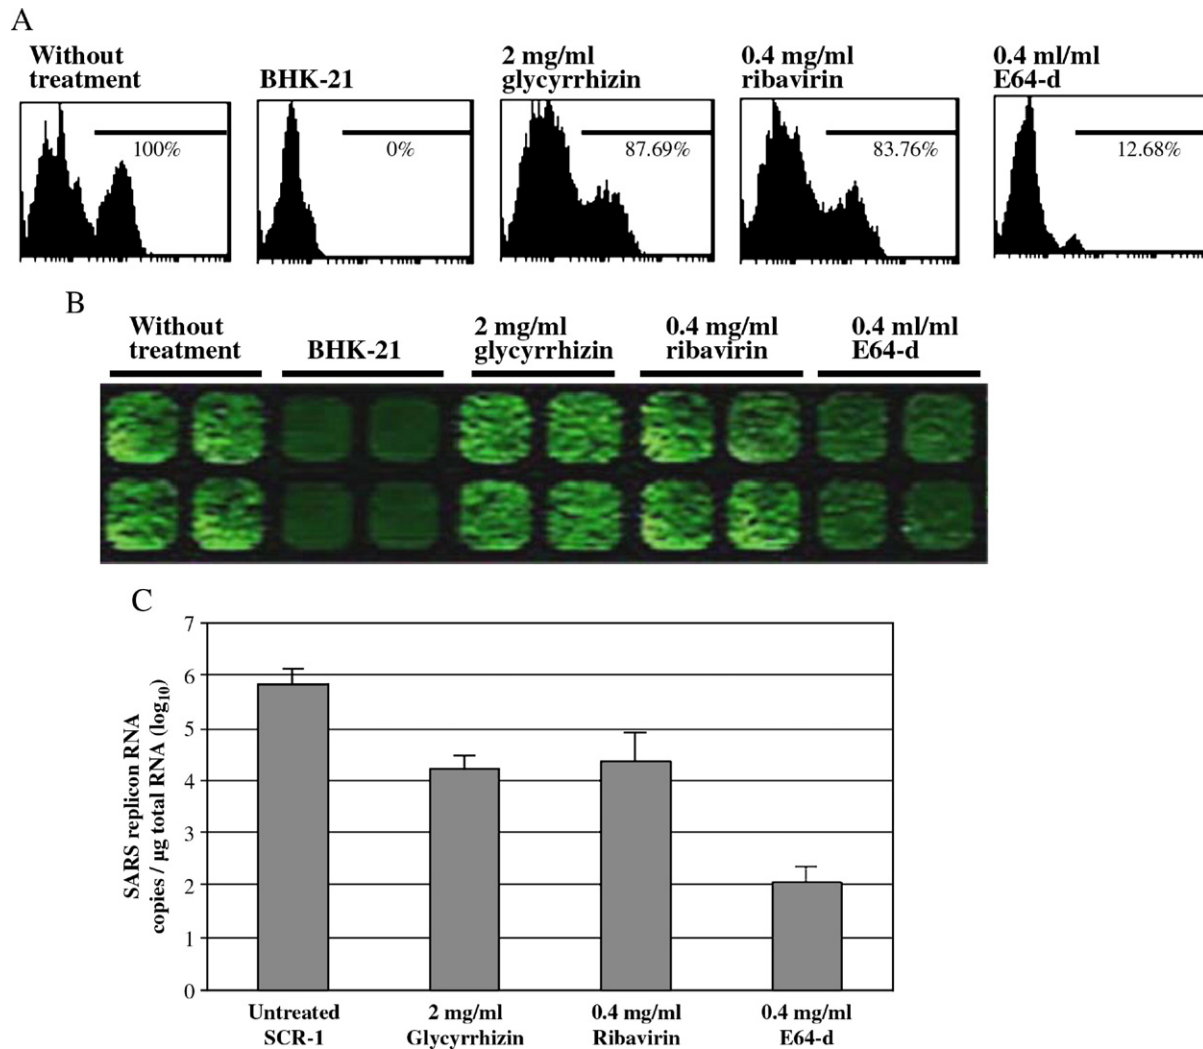 A
Without
treatment
BHK-21
2 mg/ml
glycyrrhizin
0.4 mg/ml
ribavirin
0.4 ml/ml
E64-d
100%
0%
87.69%
83.76%
12.68%
B
Without
treatment
BHK-21
2 mg/ml
glycyrrhizin
0.4 mg/ml
ribavirin
0.4 ml/ml
E64-d
C
SARS replicon RNA
copies / µg total RNA (log10)
7
6
5
4
3
2
1
0
Untreated
SCR-1
2 mg/ml
Glycyrrhizin
0.4 mg/ml
Ribavirin
0.4 mg/ml
E64-d